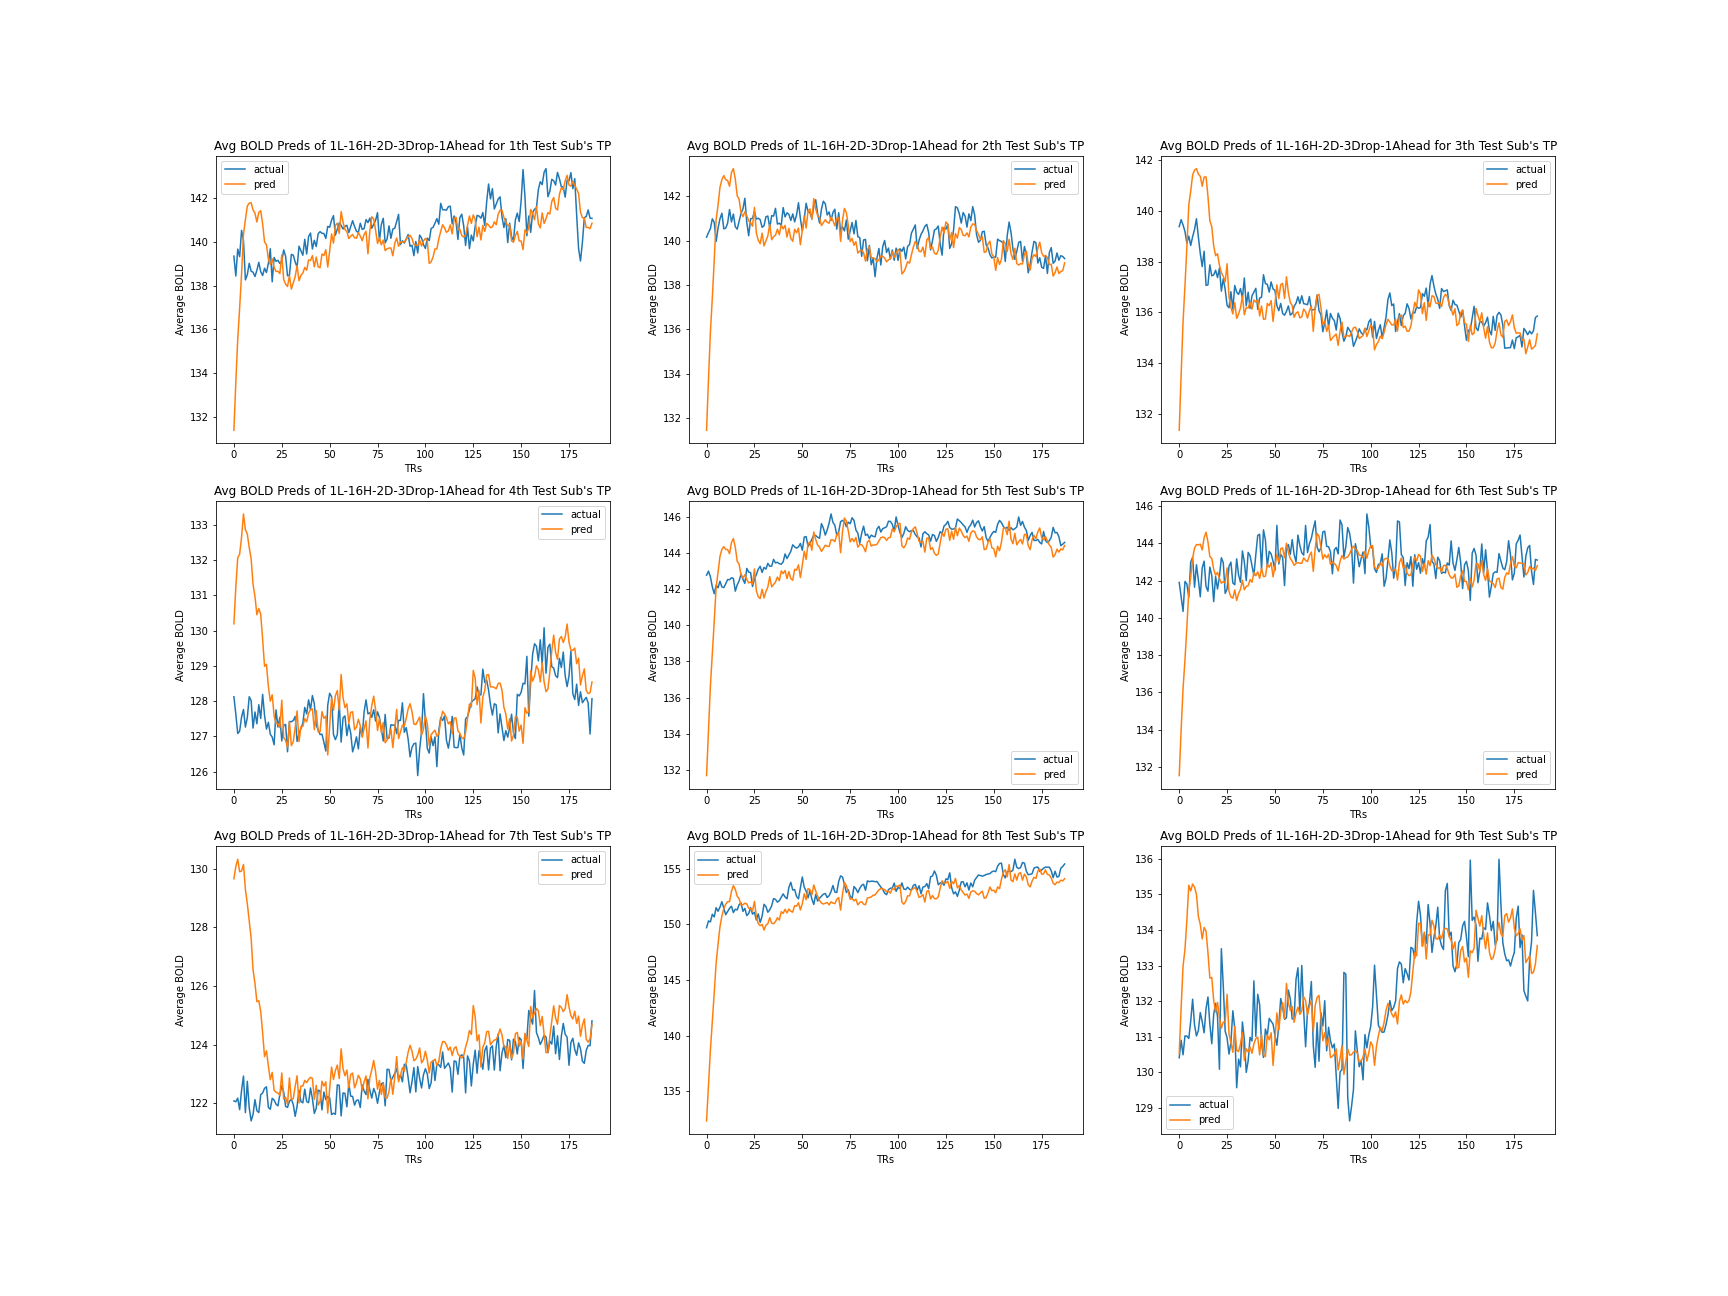 Avg BOLD Preds of 1L-16H-2D-3Drop-1Ahead for 1th Test Sub's TP
actual
pred
142
140
138
136
134
132
Average BOLD
0 25 50 75 100 125 150 175
TRs
Avg BOLD Preds of 1L-16H-2D-3Drop-1Ahead for 2th Test Sub's TP
actual
pred
142
140
138
136
134
132
Average BOLD
0 25 50 75 100 125 150 175
TRs
Avg BOLD Preds of 1L-16H-2D-3Drop-1Ahead for 3th Test Sub's TP
actual
pred
142
140
138
136
134
132
Average BOLD
0 25 50 75 100 125 150 175
TRs
Avg BOLD Preds of 1L-16H-2D-3Drop-1Ahead for 4th Test Sub's TP
actual
pred
133
132
131
130
129
128
127
126
Average BOLD
0 25 50 75 100 125 150 175
TRs
Avg BOLD Preds of 1L-16H-2D-3Drop-1Ahead for 5th Test Sub's TP
146
144
142
140
138
136
134
132
Average BOLD
actual
pred
0 25 50 75 100 125 150 175
TRs
Avg BOLD Preds of 1L-16H-2D-3Drop-1Ahead for 6th Test Sub's TP
146
144
142
140
138
136
134
132
Average BOLD
actual
pred
0 25 50 75 100 125 150 175
TRs
Avg BOLD Preds of 1L-16H-2D-3Drop-1Ahead for 7th Test Sub's TP
actual
pred
130
128
126
124
122
Average BOLD
0 25 50 75 100 125 150 175
TRs
Avg BOLD Preds of 1L-16H-2D-3Drop-1Ahead for 8th Test Sub's TP
actual
pred
155
150
145
140
135
Average BOLD
0 25 50 75 100 125 150 175
TRs
Avg BOLD Preds of 1L-16H-2D-3Drop-1Ahead for 9th Test Sub's TP
136
135
134
133
132
131
130
129
Average BOLD
actual
pred
0 25 50 75 100 125 150 175
TRs